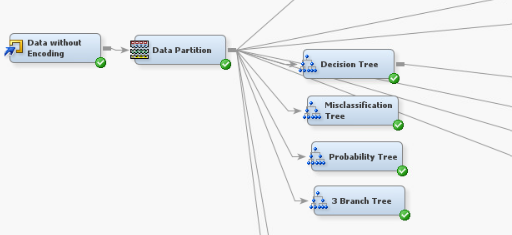 Data without
Encoding
Data Partition
Decision Tree
Misclassification
Tree
Probability Tree
3 Branch Tree